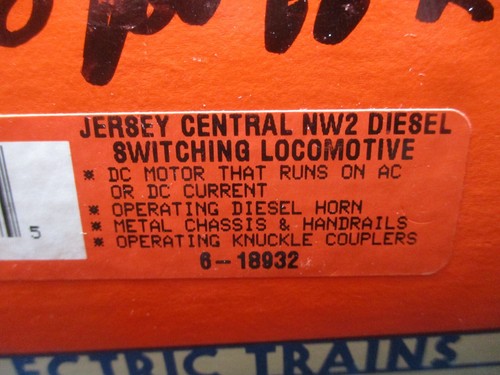 JERSEY CENTRAL NW2 DIESEL
SWITCHING LOCOMOTIVE
* DC MOTOR THAT RUNS ON AC
OR DC CURRENT
* OPERATING DIESEL HORN
* METAL CHASSIS & HANDRAILS
* OPERATING KNUCKLE COUPLERS
6-18932
5
ECTRIC TRAINS